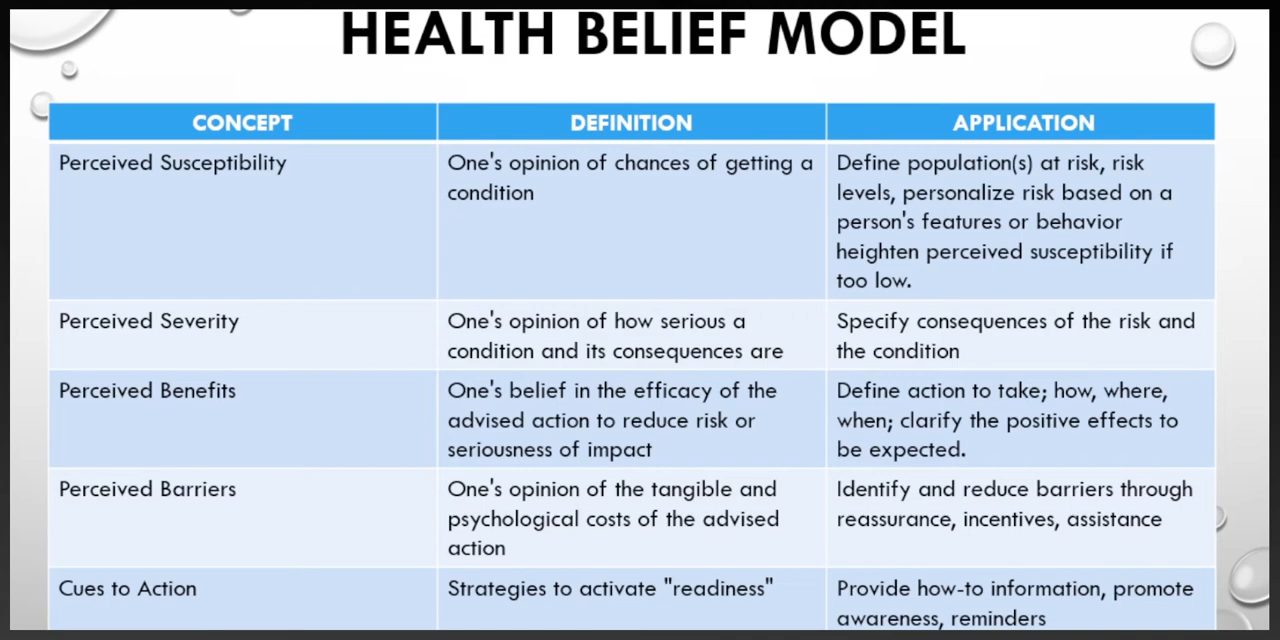 HEALTH BELIEF MODEL
CONCEPT
DEFINITION
APPLICATION
Perceived Susceptibility
One's opinion of chances of getting a
condition
Define population(s) at risk, risk
levels, personalize risk based on a
person's features or behavior
heighten perceived susceptibility if
too low.
Perceived Severity
One's opinion of how serious a
condition and its consequences are
Specify consequences of the risk and
the condition
Perceived Benefits
One's belief in the efficacy of the
advised action to reduce risk or
seriousness of impact
Define action to take; how, where,
when; clarify the positive effects to
be expected.
Perceived Barriers
One's opinion of the tangible and
psychological costs of the advised
action
Identify and reduce barriers through
reassurance, incentives, assistance
Cues to Action
Strategies to activate "readiness"
Provide how-to information, promote
awareness, reminders